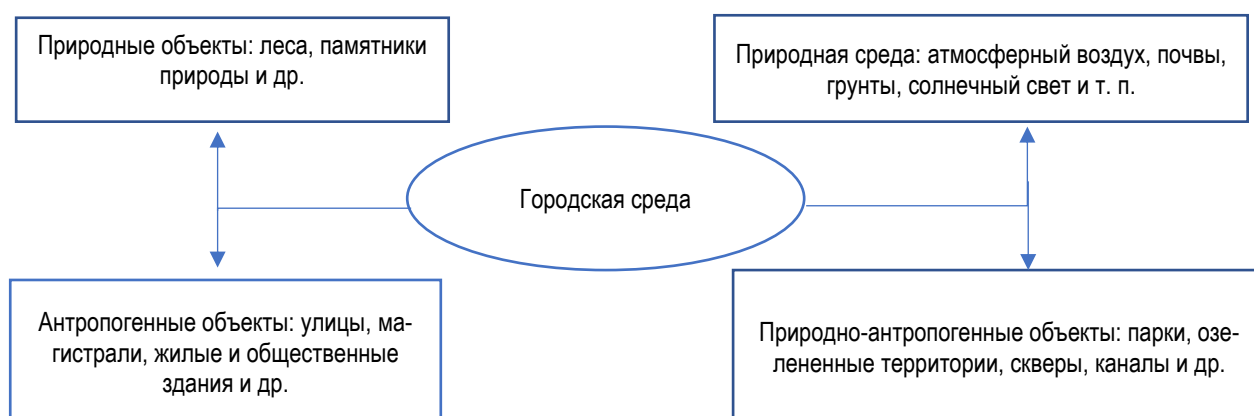 Природные объекты: леса, памятники
природы и др.
Природная среда: атмосферный воздух, почвы,
грунты, солнечный свет и т. п.
Городская среда
Антропогенные объекты: улицы, ма-
гистрали, жилые и общественные
здания и др.
Природно-антропогенные объекты: парки, озе-
лененные территории, скверы, каналы и др.